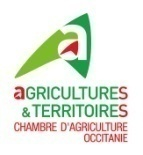 a
AGRICULTURES
& TERRITOIRES
CHAMBRE D'AGRICULTURE
OCCITANIE